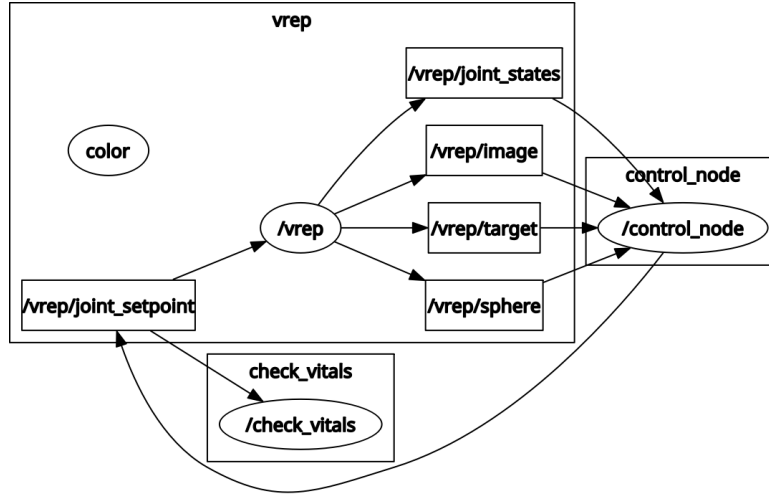 vrep
/vrep/joint_states
color
/vrep/image
control_node
/vrep
/vrep/target
/control_node
/vrep/joint_setpoint
/vrep/sphere
check_vitals
/check_vitals